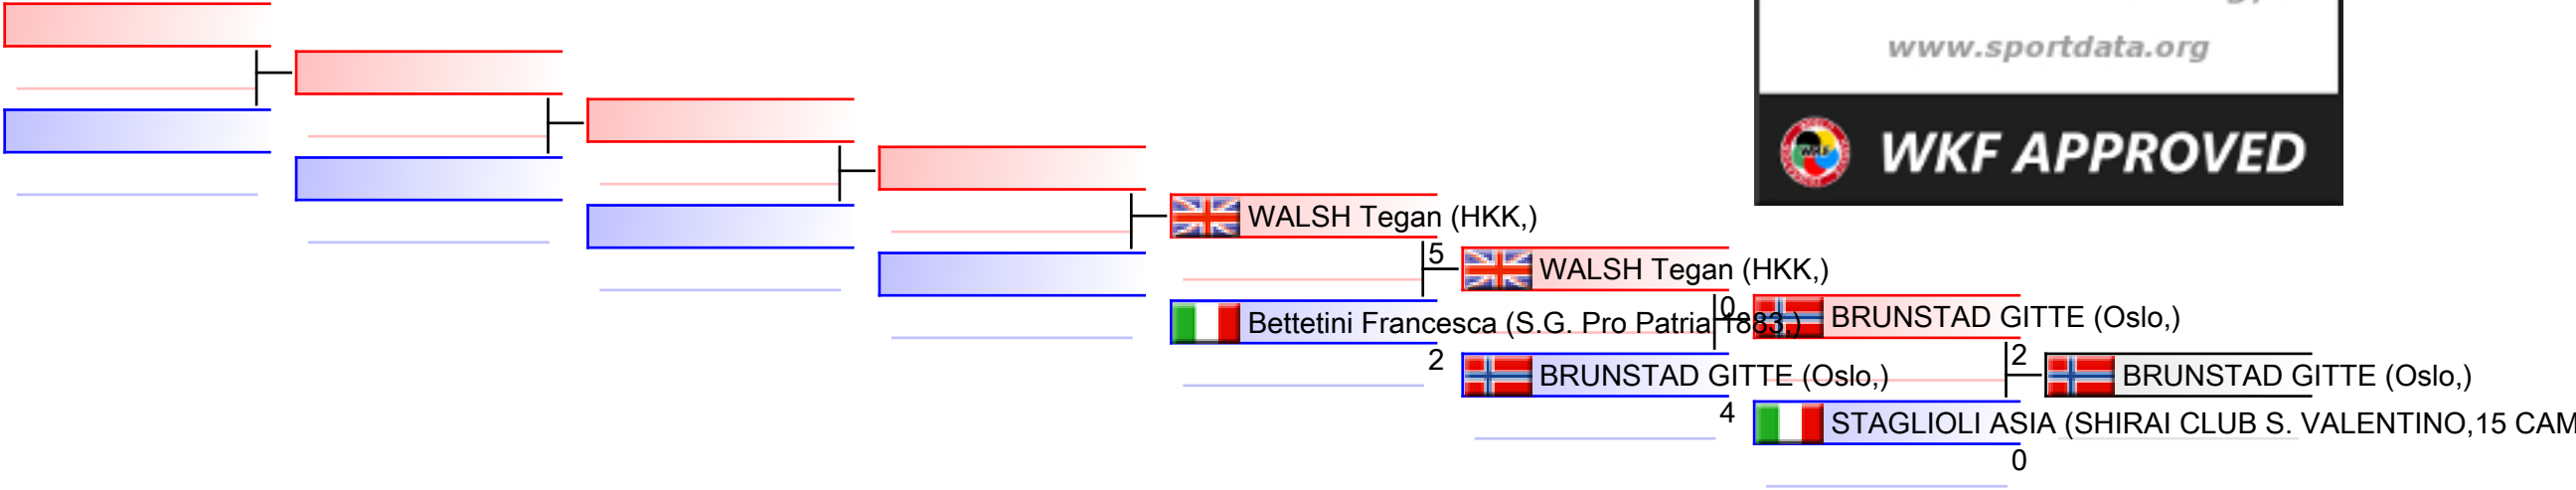 www.sportdata.org
WKF APPROVED
WALSH Tegan (HKK,)
5
WALSH Tegan (HKK,)
Bettetini Francesca (S.G. Pro Patria 1883,)
0
BRUNSTAD GITTE (Oslo,)
2
BRUNSTAD GITTE (Oslo,)
2
BRUNSTAD GITTE (Oslo,)
4
STAGLIOLI ASIA (SHIRAI CLUB S. VALENTINO,15 CAM
0